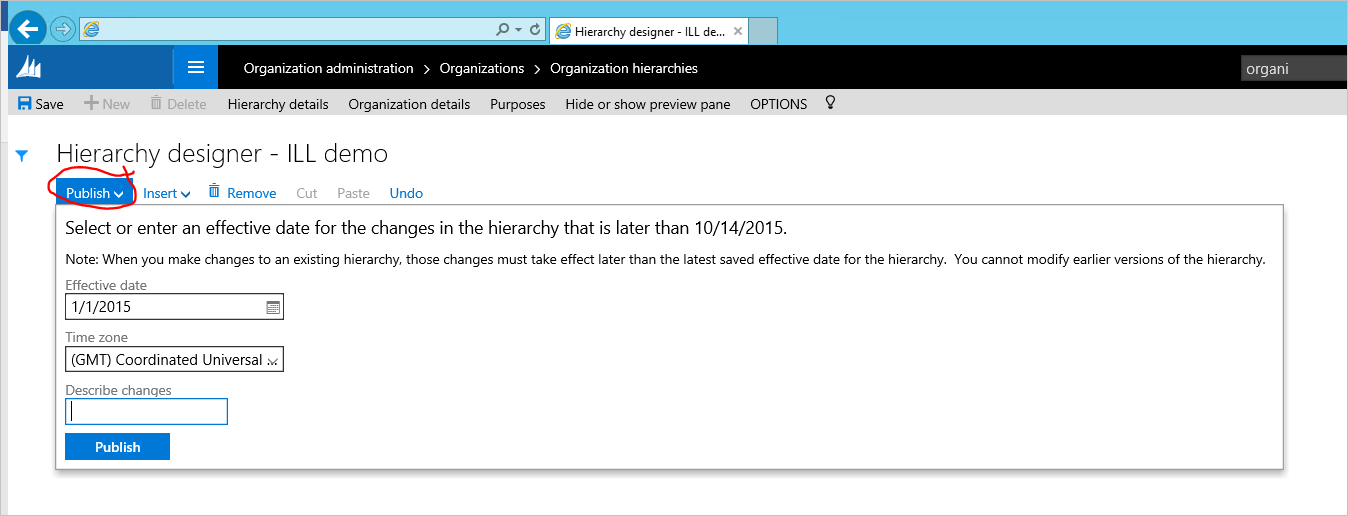 Hierarchy designer - ILL de...
Organization administration > Organizations > Organization hierarchies
organi
Save New Delete Hierarchy details Organization details Purposes Hide or show preview pane OPTIONS
Hierarchy designer - ILL demo
Publish Insert Remove Cut Paste Undo
Select or enter an effective date for the changes in the hierarchy that is later than 10/14/2015.
Note: When you make changes to an existing hierarchy, those changes must take effect later than the latest saved effective date for the hierarchy.  You cannot modify earlier versions of the hierarchy.
Effective date
1/1/2015
Time zone
(GMT) Coordinated Universal ...
Describe changes
Publish